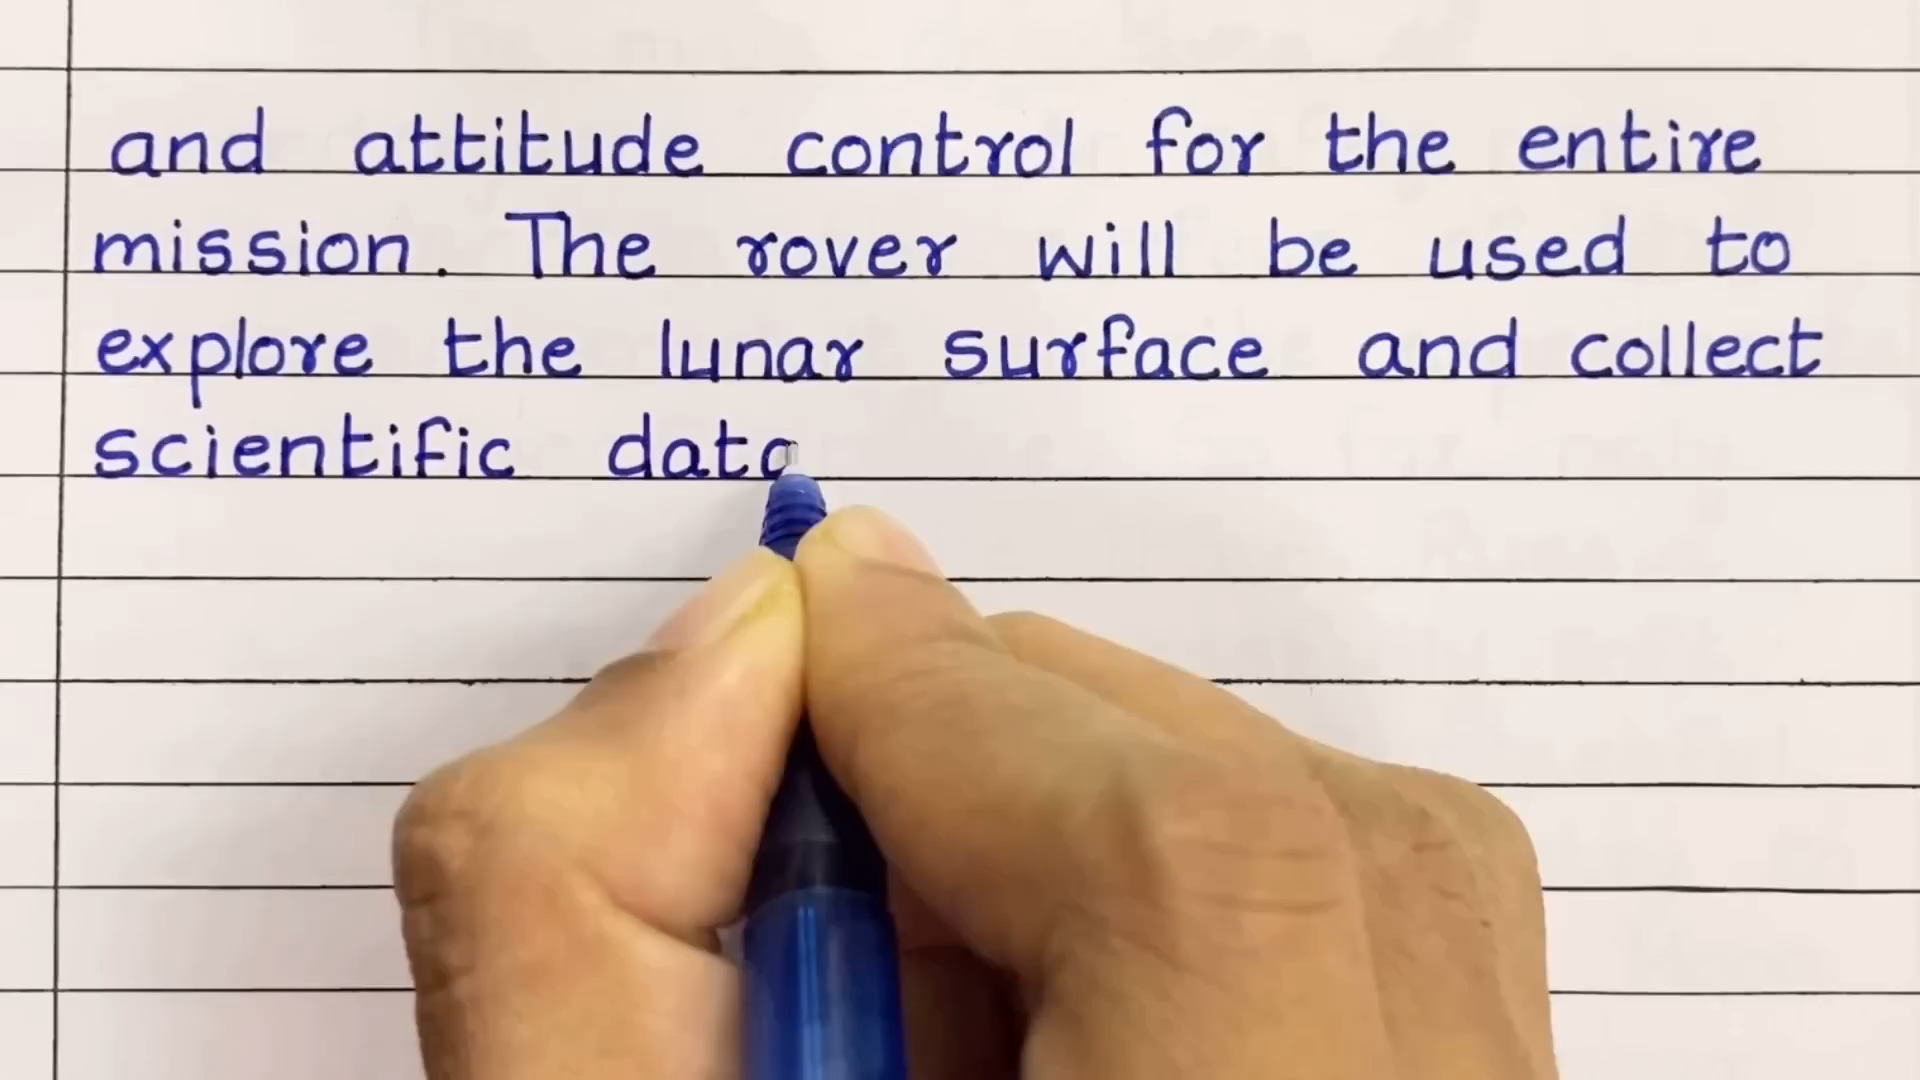 and attitude control for the entire
mission. The rover will be used to
explore the lunar surface and collect
scientific data